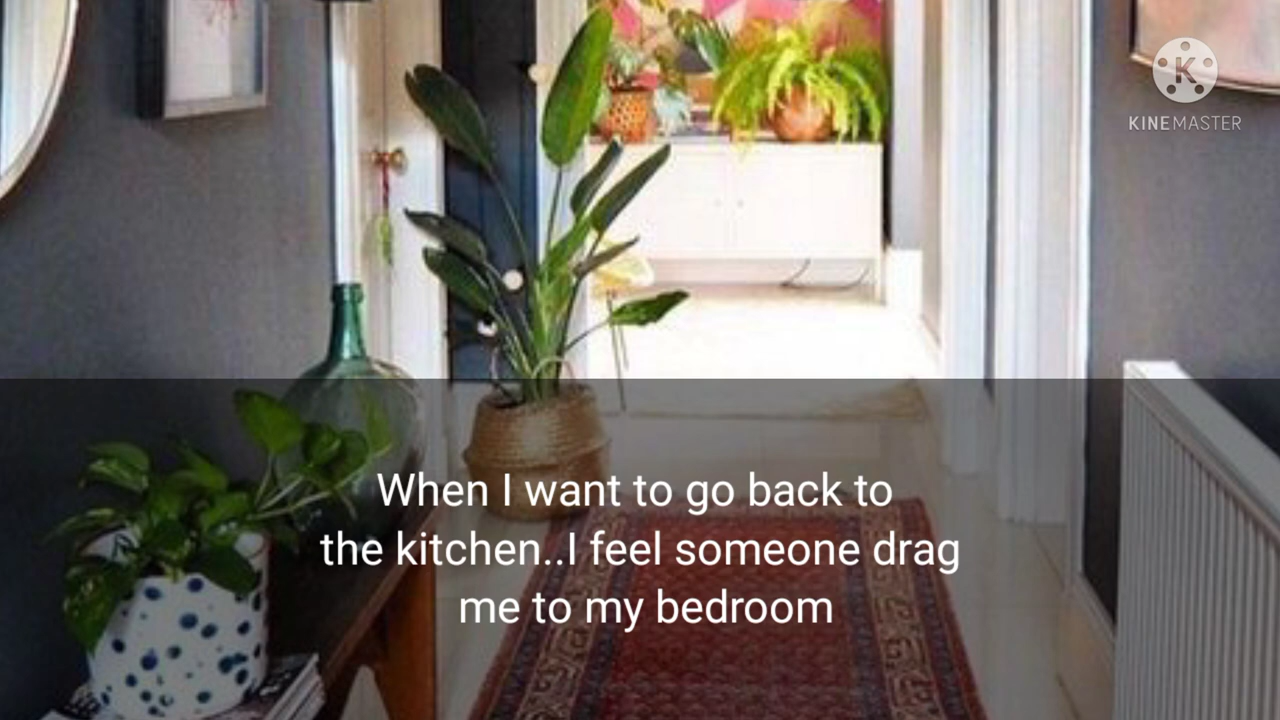 KINEMASTER
When I want to go back to
the kitchen..I feel someone drag
me to my bedroom